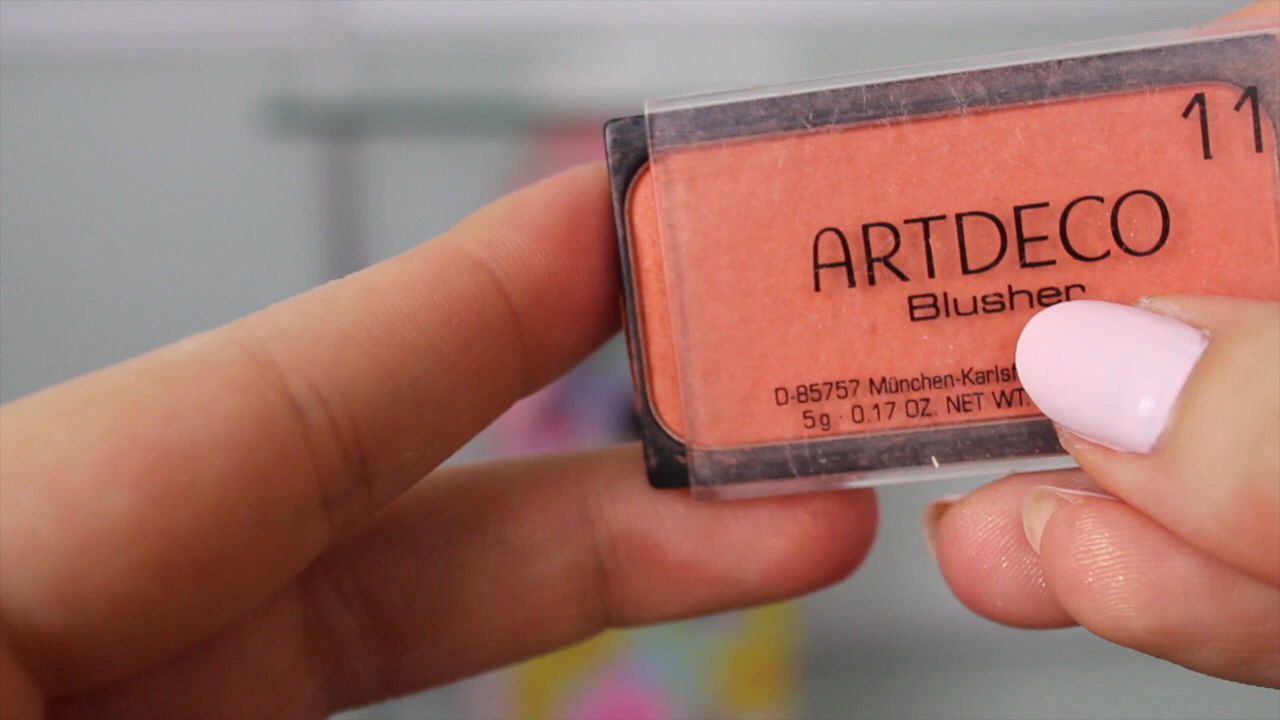 11
ARTDECO
Blusher
D-85757 München-Karlsf
5g · 0.17 OZ. NET WT.